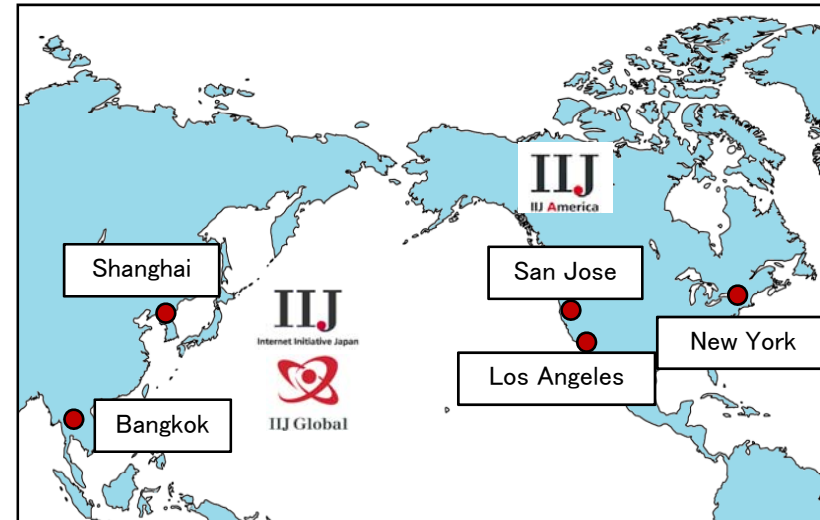 IIJ
IIJ America
Shanghai
San Jose
IIJ
Internet Initiative Japan
New York
Los Angeles
IIJ Global
Bangkok